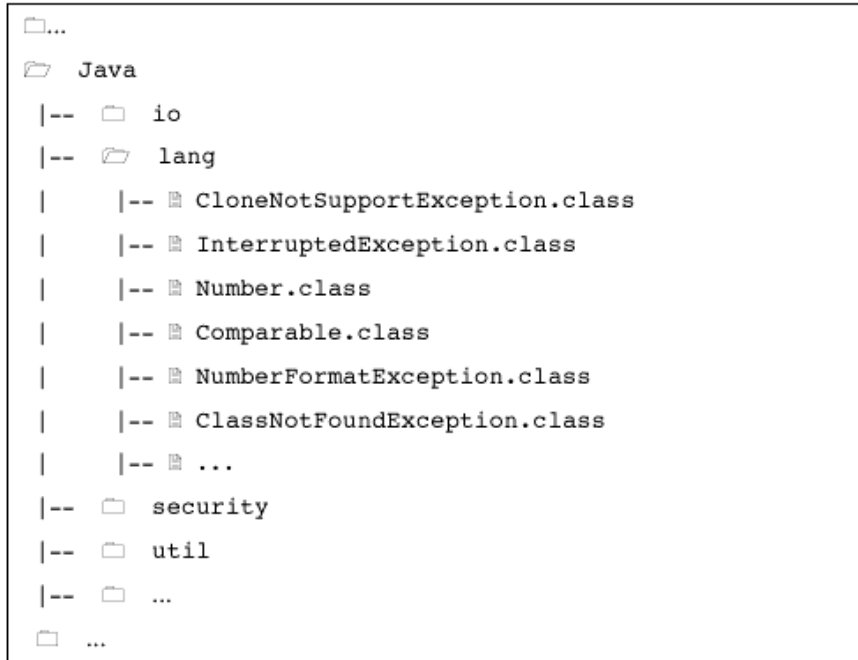 ...
Java
|-- io
|-- lang
| |-- CloneNotSupportException.class
| |-- InterruptedException.class
| |-- Number.class
| |-- Comparable.class
| |-- NumberFormatException.class
| |-- ClassNotFoundException.class
| |-- ...
|-- security
|-- util
|-- ...
...